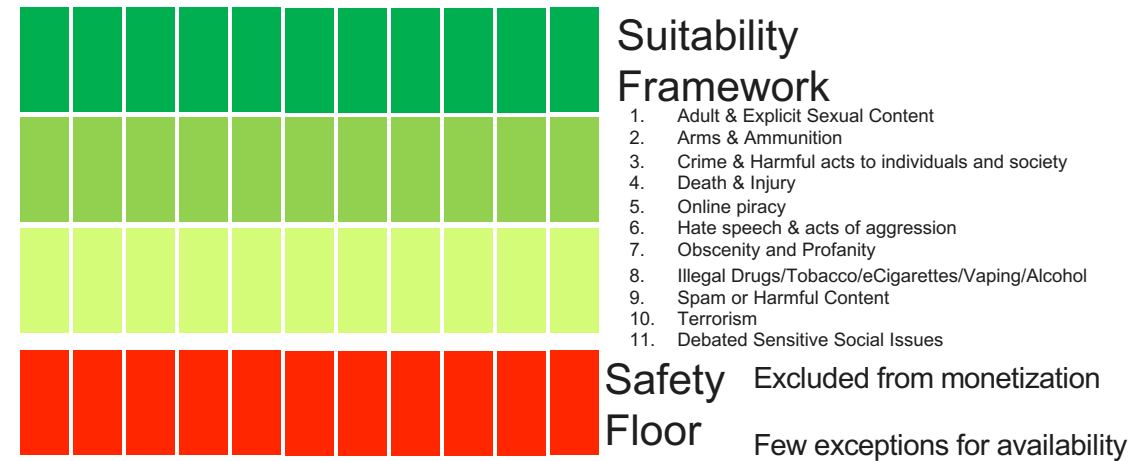 Suitability
Framework
1. Adult & Explicit Sexual Content
2. Arms & Ammunition
3. Crime & Harmful acts to individuals and society
4. Death & Injury
5. Online piracy
6. Hate speech & acts of aggression
7. Obscenity and Profanity
8. Illegal Drugs/Tobacco/eCigarettes/Vaping/Alcohol
9. Spam or Harmful Content
10. Terrorism
11. Debated Sensitive Social Issues
Safety
Floor
Excluded from monetization
Few exceptions for availability